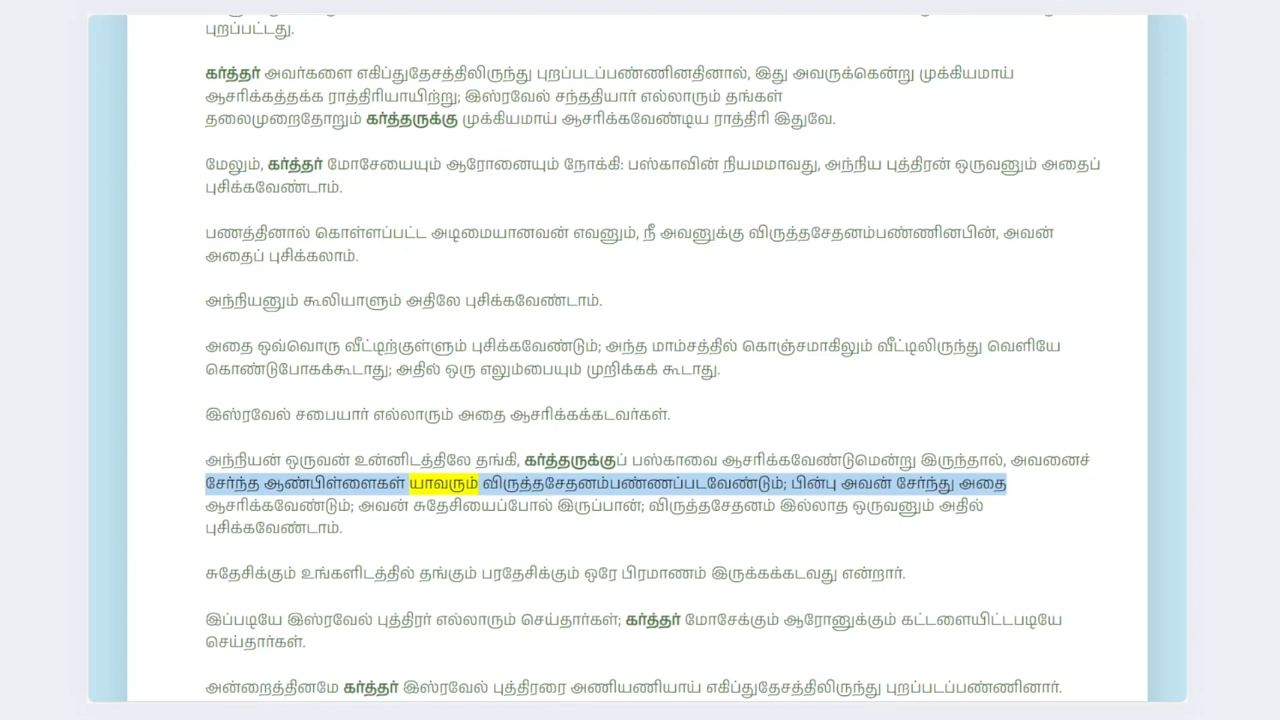 புறப்பட்டது.
கர்த்தர் அவர்களை எகிப்துதேசத்திலிருந்து புறப்படப்பண்ணினதினால், இது அவருக்கென்று முக்கியமாய்
ஆசரிக்கத்தக்க ராத்திரியாயிற்று; இஸ்ரவேல் சந்ததியார் எல்லாரும் தங்கள்
தலைமுறைதோறும் கர்த்தருக்கு முக்கியமாய் ஆசரிக்கவேண்டிய ராத்திரி இதுவே.
மேலும், கர்த்தர் மோசேயையும் ஆரோனையும் நோக்கி: பஸ்காவின் நியமமாவது, அந்நிய புத்திரன் ஒருவனும் அதைப்
புசிக்கவேண்டாம்.
பணத்தினால் கொள்ளப்பட்ட அடிமையானவன் எவனும், நீ அவனுக்கு விருத்தசேதனம்பண்ணினபின், அவன்
அதைப் புசிக்கலாம்.
அந்நியனும் கூலியாளும் அதிலே புசிக்கவேண்டாம்.
அதை ஒவ்வொரு வீட்டிற்குள்ளும் புசிக்கவேண்டும்; அந்த மாம்சத்தில் கொஞ்சமாகிலும் வீட்டிலிருந்து வெளியே
கொண்டுபோகக்கூடாது; அதில் ஒரு எலும்பையும் முறிக்கக் கூடாது.
இஸ்ரவேல் சபையார் எல்லாரும் அதை ஆசரிக்கக்கடவர்கள்.
அந்நியன் ஒருவன் உன்னிடத்திலே தங்கி, கர்த்தருக்குப் பஸ்காவை ஆசரிக்கவேண்டுமென்று இருந்தால், அவனைச்
சேர்ந்த ஆண்பிள்ளைகள் யாவரும் விருத்தசேதனம்பண்ணப்படவேண்டும்; பின்பு அவன் சேர்ந்து அதை
ஆசரிக்கவேண்டும்; அவன் சுதேசியைப்போல் இருப்பான்; விருத்தசேதனம் இல்லாத ஒருவனும் அதில்
புசிக்கவேண்டாம்.
சுதேசிக்கும் உங்களிடத்தில் தங்கும் பரதேசிக்கும் ஒரே பிரமாணம் இருக்கக்கடவது என்றார்.
இப்படியே இஸ்ரவேல் புத்திரர் எல்லாரும் செய்தார்கள்; கர்த்தர் மோசேக்கும் ஆரோனுக்கும் கட்டளையிட்டபடியே
செய்தார்கள்.
அன்றைத்தினமே கர்த்தர் இஸ்ரவேல் புத்திரரை அணியணியாய் எகிப்துதேசத்திலிருந்து புறப்படப்பண்ணினார்.